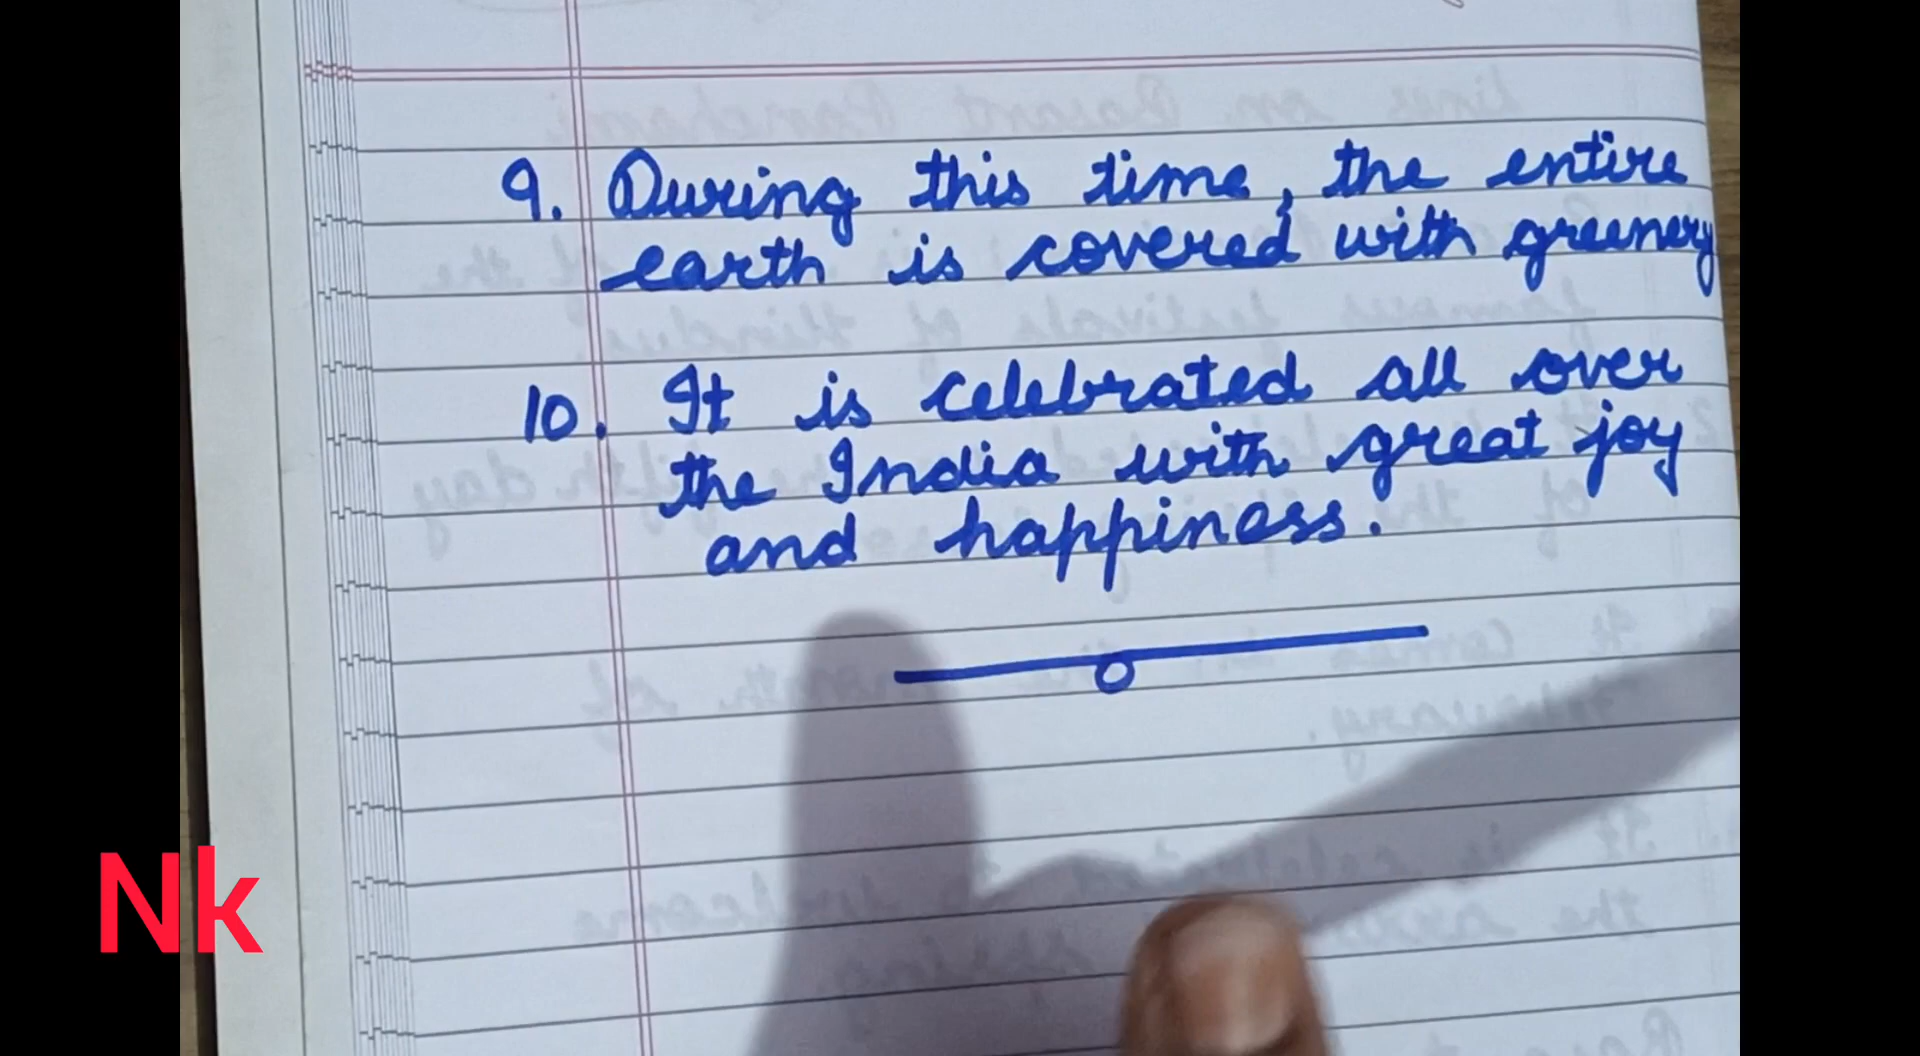 9. During this time, the entire
earth is covered with greenery
10. It is celebrated all over
the India with great joy
and happiness.
Nk